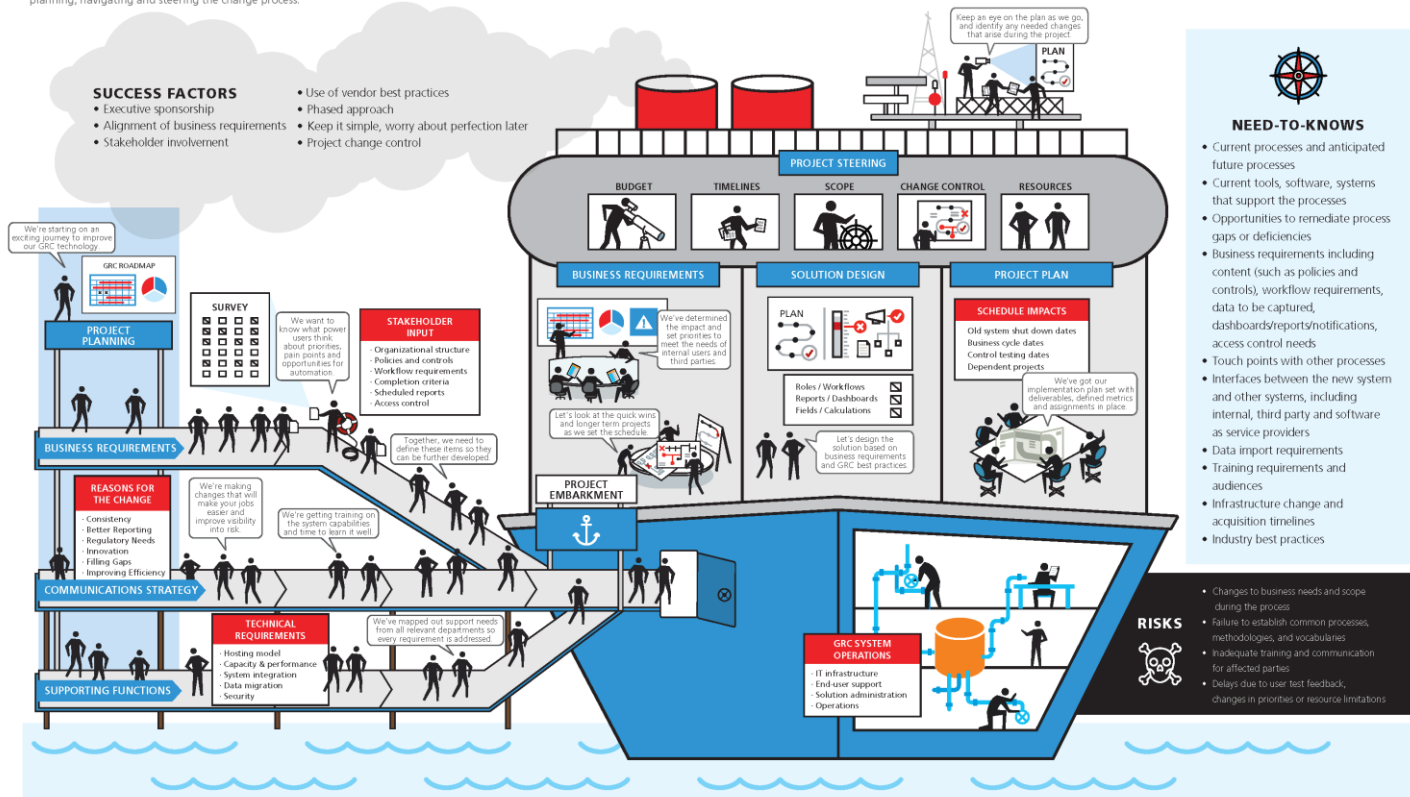 planning, navigating and steering the change process.
SUCCESS FACTORS
• Executive sponsorship
• Alignment of business requirements
• Stakeholder involvement
• Use of vendor best practices
• Phased approach
• Keep it simple, worry about perfection later
• Project change control
Keep an eye on the plan as we go,
and identify any needed changes
that arise during the project.
PLAN
PROJECT STEERING
BUDGET
TIMELINES
SCOPE
CHANGE CONTROL
RESOURCES
We're starting on an
exciting journey to improve
our GRC technology
GRC ROADMAP
PROJECT
PLANNING
SURVEY
We want to
know what power
users think about
priorities,
pain points and
opportunities for
automation.
STAKEHOLDER
INPUT
· Organizational structure
· Policies and controls
· Workflow requirements
· Completion criteria
· Scheduled reports
· Access control
BUSINESS REQUIREMENTS
Together, we need to
define these items so they
can be further developed.
REASONS FOR
THE CHANGE
· Consistency
· Better Reporting
· Regulatory Needs
· Innovation
· Filling Gaps
· Improving Efficiency
We're making
changes that will
make your jobs
easier and
improve visibility
into risk.
We're getting training on
the system capabilities
and time to learn it well.
COMMUNICATIONS STRATEGY
TECHNICAL
REQUIREMENTS
· Hosting model
· Capacity & performance
· System integration
· Data migration
· Security
We've mapped out support needs
from all relevant departments so
every requirement is addressed.
SUPPORTING FUNCTIONS
PROJECT
EMBARKMENT
BUSINESS REQUIREMENTS
We've determined
the impact and
set priorities to
meet the needs of
internal users and
third parties.
Let's look at the quick wins
and longer term projects
as we set the schedule.
SOLUTION DESIGN
PLAN
Roles / Workflows
Reports / Dashboards
Fields / Calculations
Let's design the
solution based on
business requirements
and GRC best practices.
PROJECT PLAN
SCHEDULE IMPACTS
Old system shut down dates
Business cycle dates
Control testing dates
Dependent projects
We've got our
implementation plan set with
deliverables, defined metrics
and assignments in place.
GRC SYSTEM
OPERATIONS
· IT infrastructure
· End-user support
· Solution administration
· Operations
NEED-TO-KNOWS
• Current processes and anticipated
future processes
• Current tools, software, systems
that support the processes
• Opportunities to remediate process
gaps or deficiencies
• Business requirements including
content (such as policies and
controls), workflow requirements,
data to be captured,
dashboards/reports/notifications,
access control needs
• Touch points with other processes
• Interfaces between the new system
and other systems, including
internal, third party and software
as service providers
• Data import requirements
• Training requirements and
audiences
• Infrastructure change and
acquisition timelines
• Industry best practices
RISKS
• Changes to business needs and scope
during the process
• Failure to establish common processes,
methodologies, and vocabularies
• Inadequate training and communication
for affected parties
• Delays due to user test feedback,
changes in priorities or resource limitations